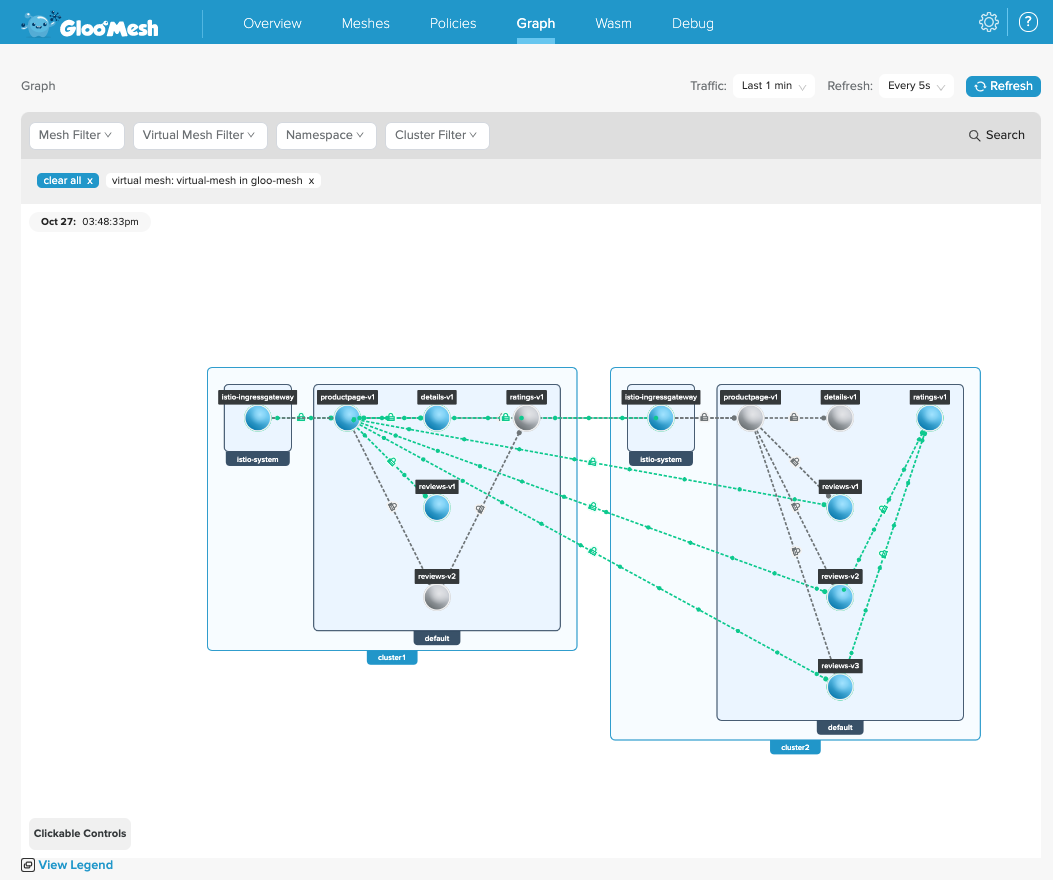 Gloo Mesh
Overview
Meshes
Policies
Graph
Wasm
Debug
?
Graph
Traffic:
Last 1 min
Refresh:
Every 5s
Refresh
Mesh Filter
Virtual Mesh Filter
Namespace
Cluster Filter
Search
clear all x
virtual mesh: virtual-mesh in gloo-mesh x
Oct 27: 03:48:33pm
istio-ingressgateway
productpage-v1
details-v1
ratings-v1
istio-system
reviews-v1
reviews-v2
default
cluster1
istio-ingressgateway
productpage-v1
details-v1
ratings-v1
istio-system
reviews-v1
reviews-v2
reviews-v3
default
cluster2
Clickable Controls
View Legend